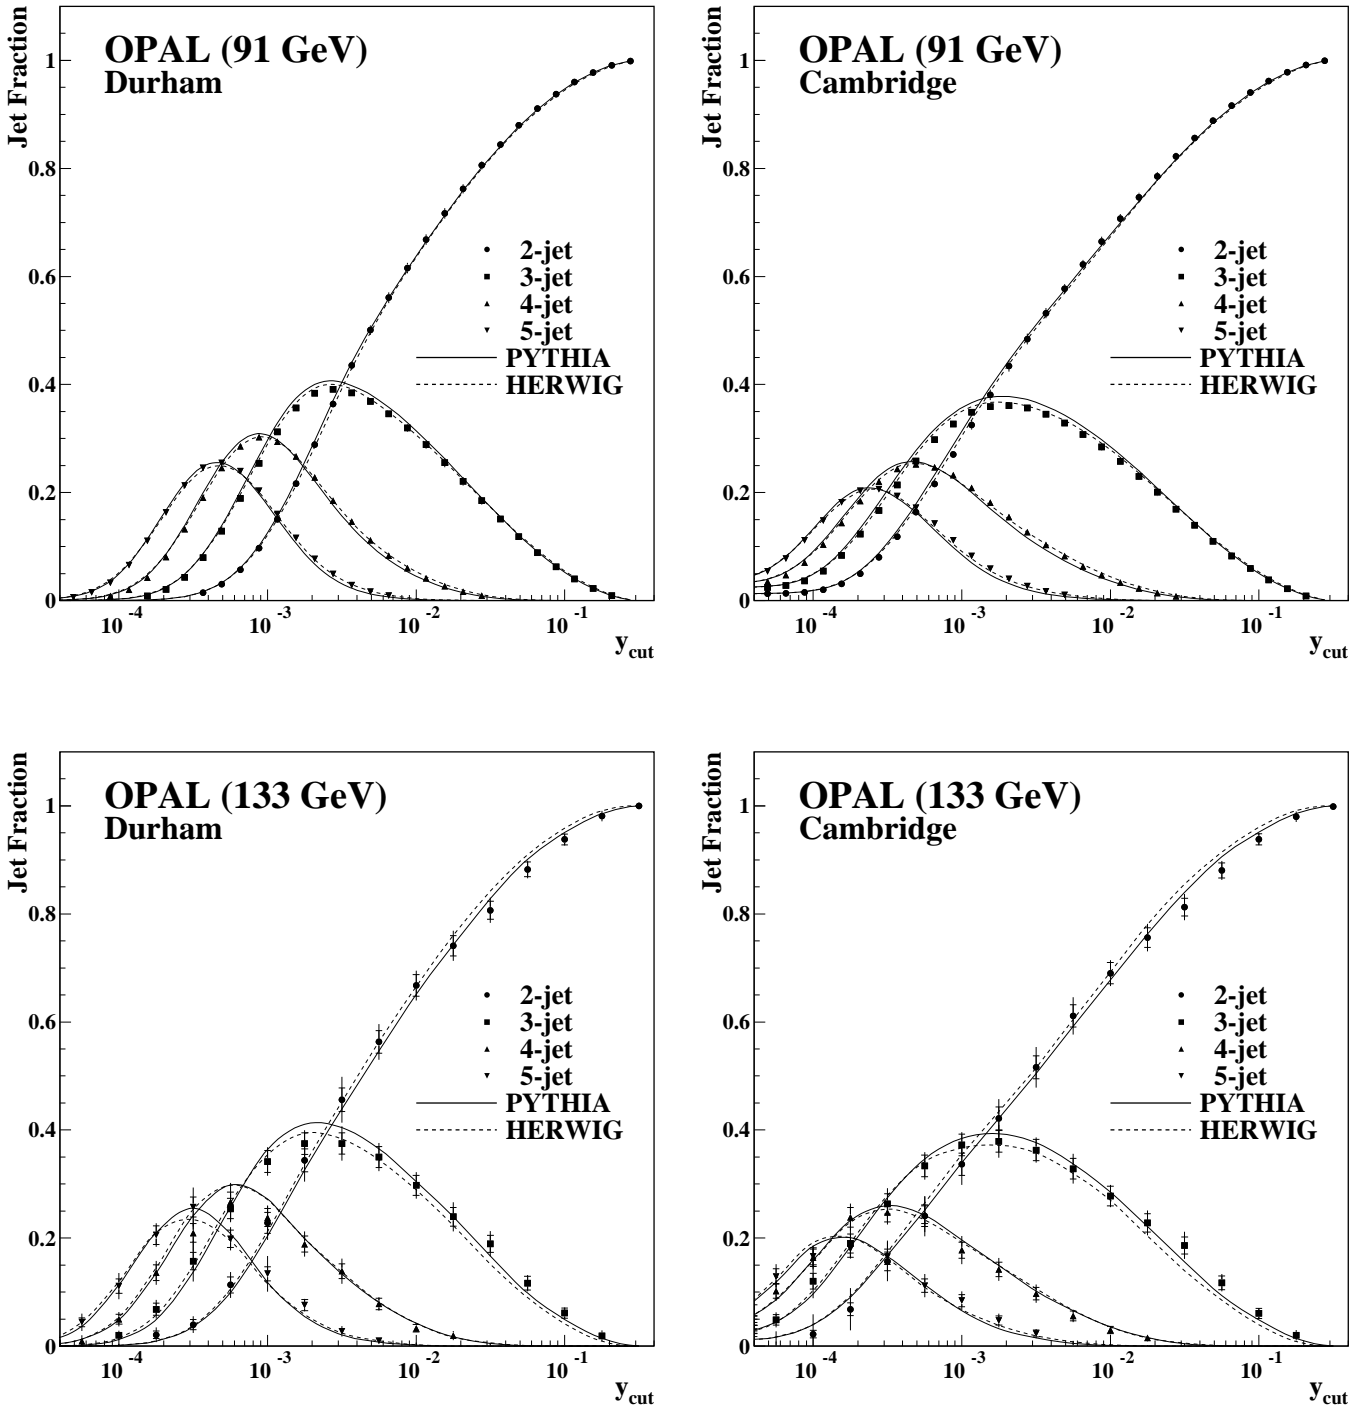 OPAL (91 GeV)
Durham
Jet Fraction
1
0.8
0.6
0.4
0.2
0
2-jet
3-jet
4-jet
5-jet
PYTHIA
HERWIG
10^-4
10^-3
10^-2
10^-1
y_cut
OPAL (91 GeV)
Cambridge
Jet Fraction
1
0.8
0.6
0.4
0.2
0
2-jet
3-jet
4-jet
5-jet
PYTHIA
HERWIG
10^-4
10^-3
10^-2
10^-1
y_cut
OPAL (133 GeV)
Durham
Jet Fraction
1
0.8
0.6
0.4
0.2
0
2-jet
3-jet
4-jet
5-jet
PYTHIA
HERWIG
10^-4
10^-3
10^-2
10^-1
y_cut
OPAL (133 GeV)
Cambridge
Jet Fraction
1
0.8
0.6
0.4
0.2
0
2-jet
3-jet
4-jet
5-jet
PYTHIA
HERWIG
10^-4
10^-3
10^-2
10^-1
y_cut